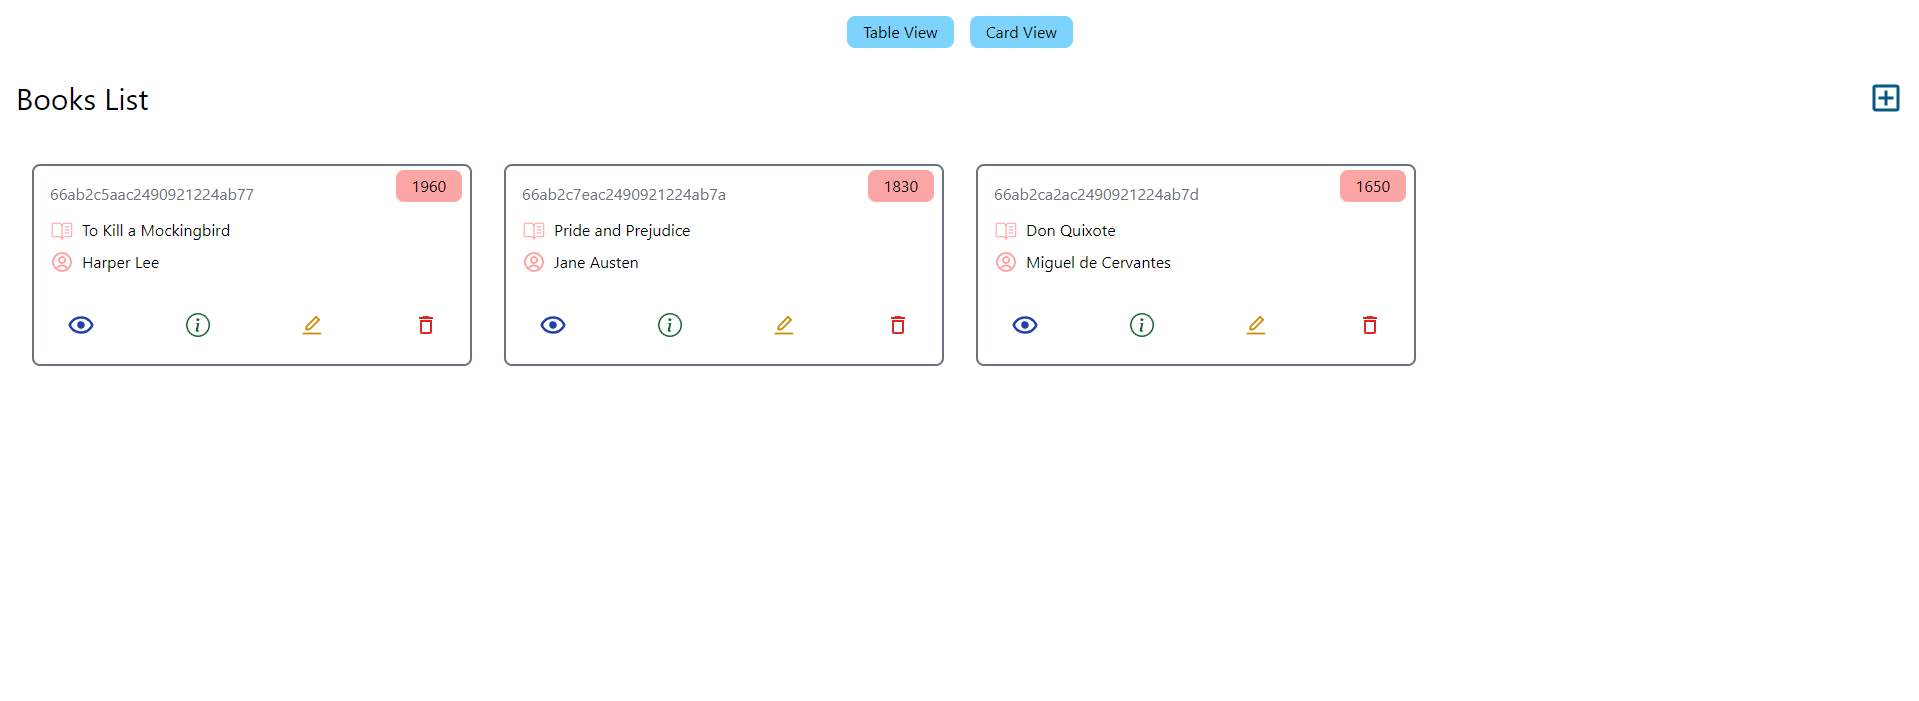 Table View Card View
Books List
66ab2c5aac2490921224ab77 1960
To Kill a Mockingbird
Harper Lee
66ab2c7eac2490921224ab7a 1830
Pride and Prejudice
Jane Austen
66ab2ca2ac2490921224ab7d 1650
Don Quixote
Miguel de Cervantes